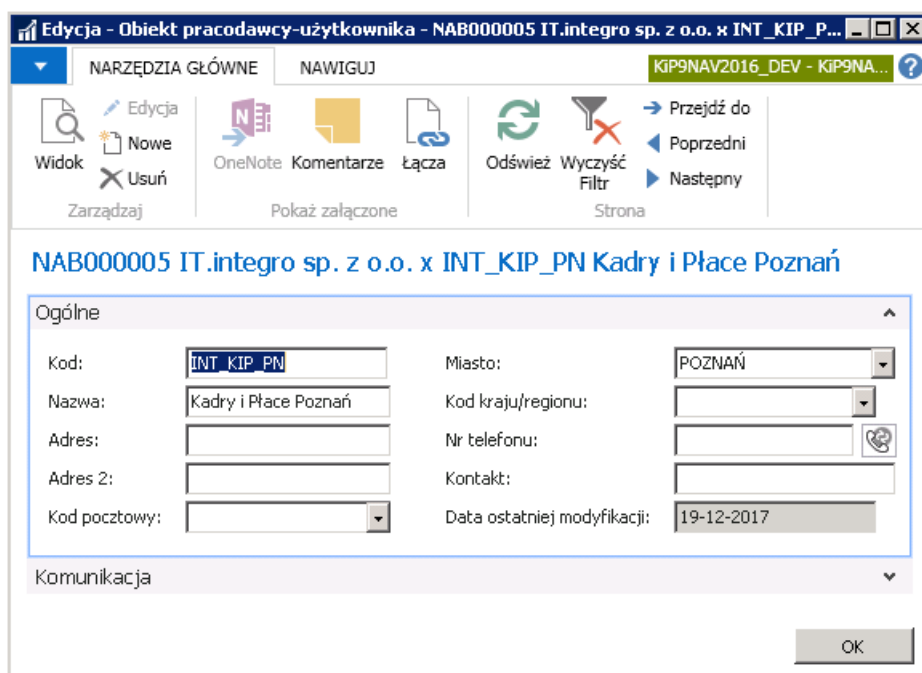 Edycja - Obiekt pracodawcy-użytkownika - NAB000005 IT.integro sp. z o.o. x INT_KIP_P...
NARZĘDZIA GŁÓWNE NAWIGUJ KiP9NAV2016_DEV - KiP9NA... ?
Widok
Edycja
Nowe
Usuń
Zarządzaj
OneNote Komentarze Łącza
Pokaż załączone
Odśwież Wyczyść Filtr
Przejdź do
Poprzedni
Następny
Strona
NAB000005 IT.integro sp. z o.o. x INT_KIP_PN Kadry i Płace Poznań
Ogólne
Kod: INT_KIP_PN
Nazwa: Kadry i Płace Poznań
Adres:
Adres 2:
Kod pocztowy:
Miasto: POZNAŃ
Kod kraju/regionu:
Nr telefonu:
Kontakt:
Data ostatniej modyfikacji: 19-12-2017
Komunikacja
OK